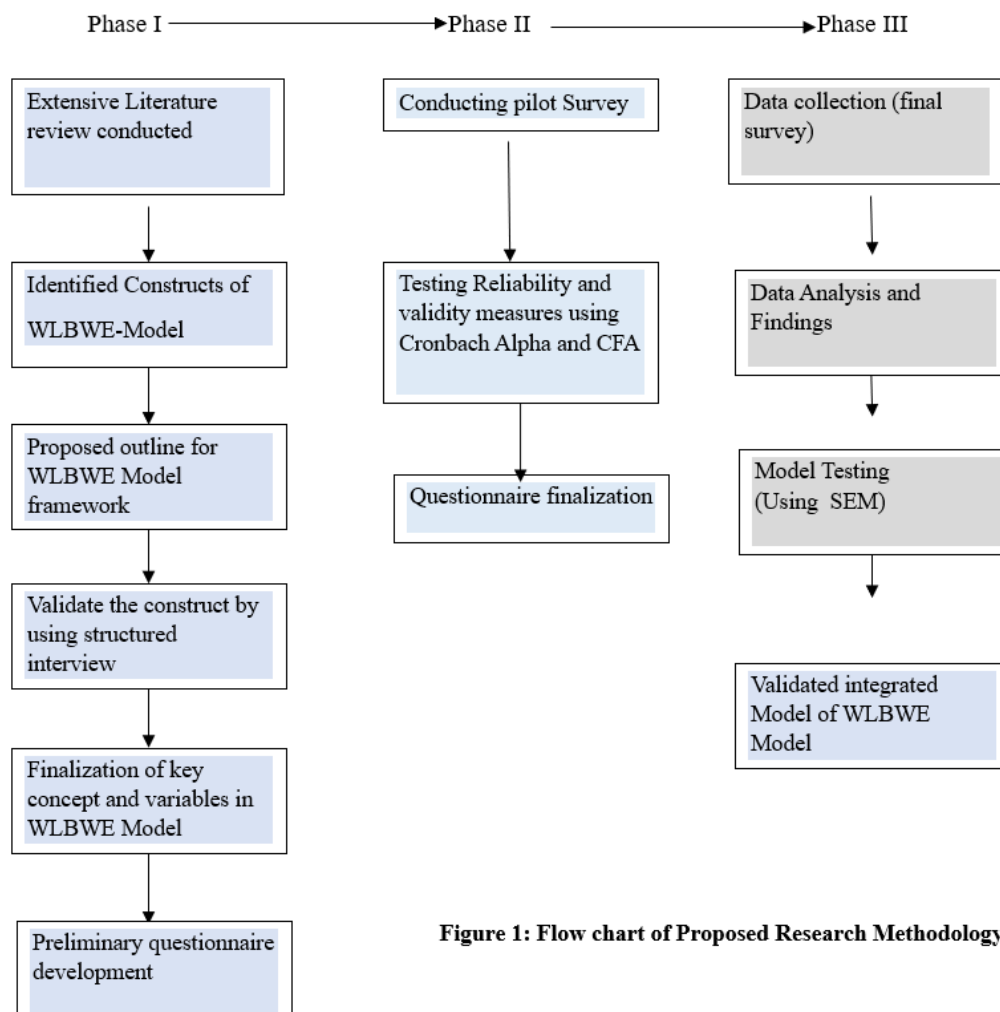 Phase I
Phase II
Phase III
Extensive Literature
review conducted
Identified Constructs of
WLBWE-Model
Proposed outline for
WLBWE Model
framework
Validate the construct by
using structured
interview
Finalization of key
concept and variables in
WLBWE Model
Preliminary questionnaire
development
Conducting pilot Survey
Testing Reliability and
validity measures using
Cronbach Alpha and CFA
Questionnaire finalization
Data collection (final
survey)
Data Analysis and
Findings
Model Testing
(Using SEM)
Validated integrated
Model of WLBWE
Model
Figure 1: Flow chart of Proposed Research Methodology